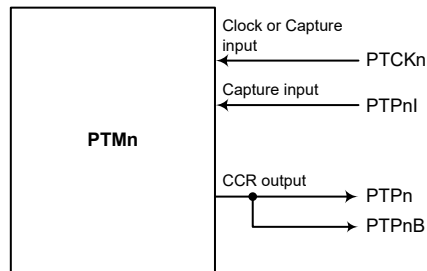 Clock or Capture
input
PTCKn
Capture input
PTPnI
PTMn
CCR output
PTPn
PTPnB